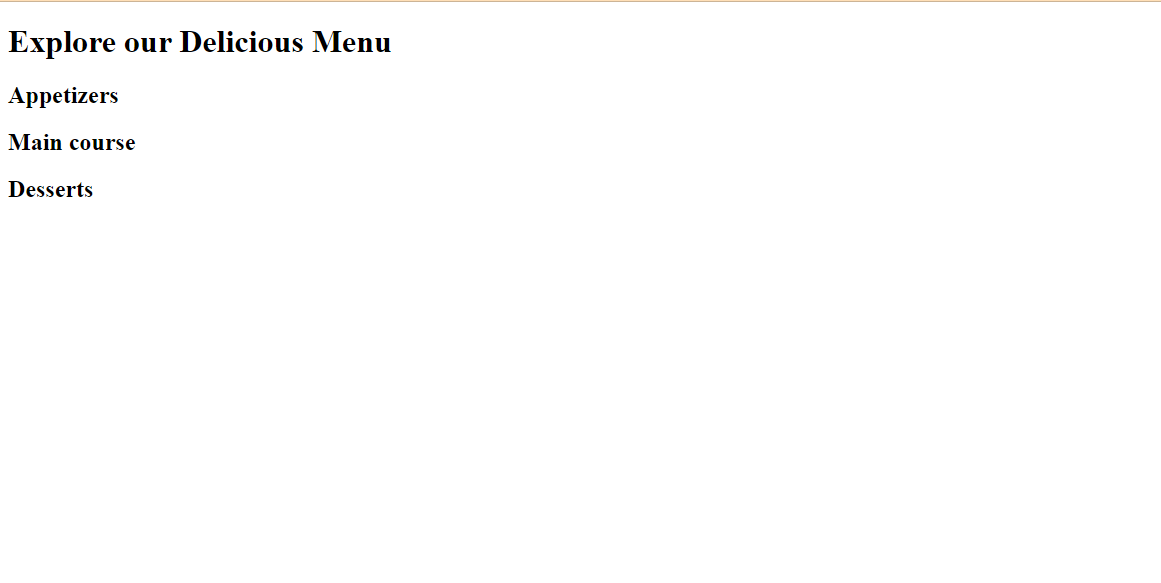 Explore our Delicious Menu
Appetizers
Main course
Desserts